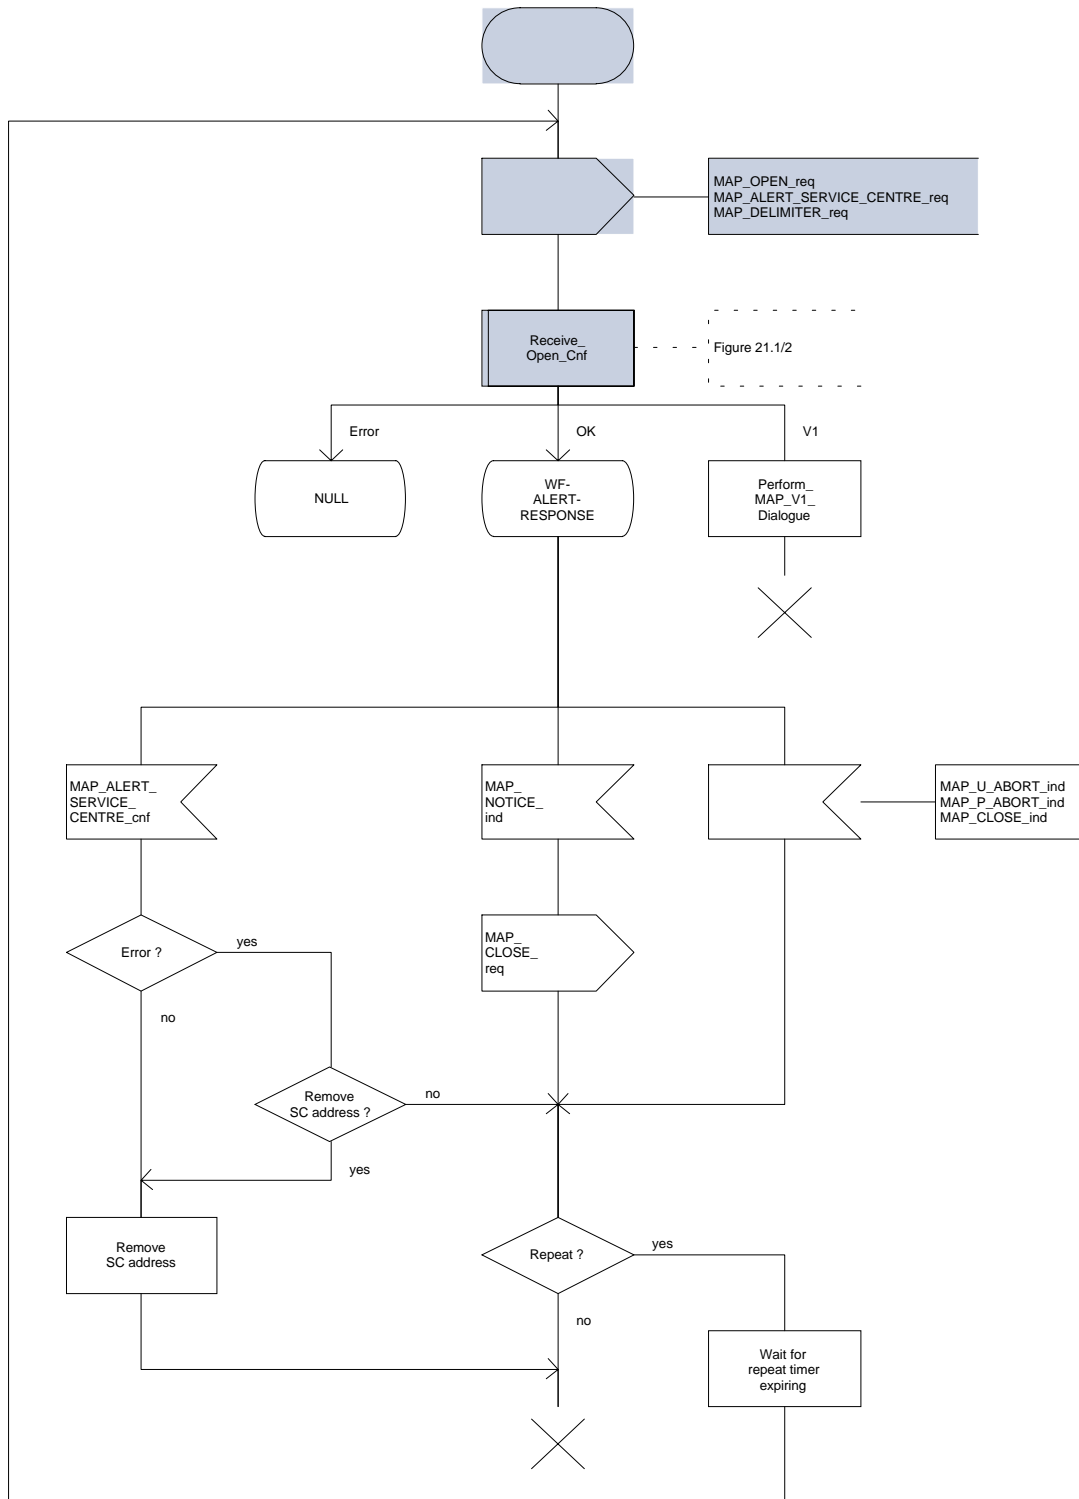 MAP_OPEN_req
MAP_ALERT_SERVICE_CENTRE_req
MAP_DELIMITER_req
Receive_
Open_Cnf
Figure 21.1/2
Error
OK
V1
NULL
WF-
ALERT-
RESPONSE
Perform_
MAP_V1_
Dialogue
MAP_ALERT_
SERVICE_
CENTRE_cnf
MAP_
NOTICE_
ind
MAP_U_ABORT_ind
MAP_P_ABORT_ind
MAP_CLOSE_ind
Error ?
yes
MAP_
CLOSE_
req
no
Remove
SC address ?
no
yes
Remove
SC address
Repeat ?
yes
no
Wait for
repeat timer
expiring